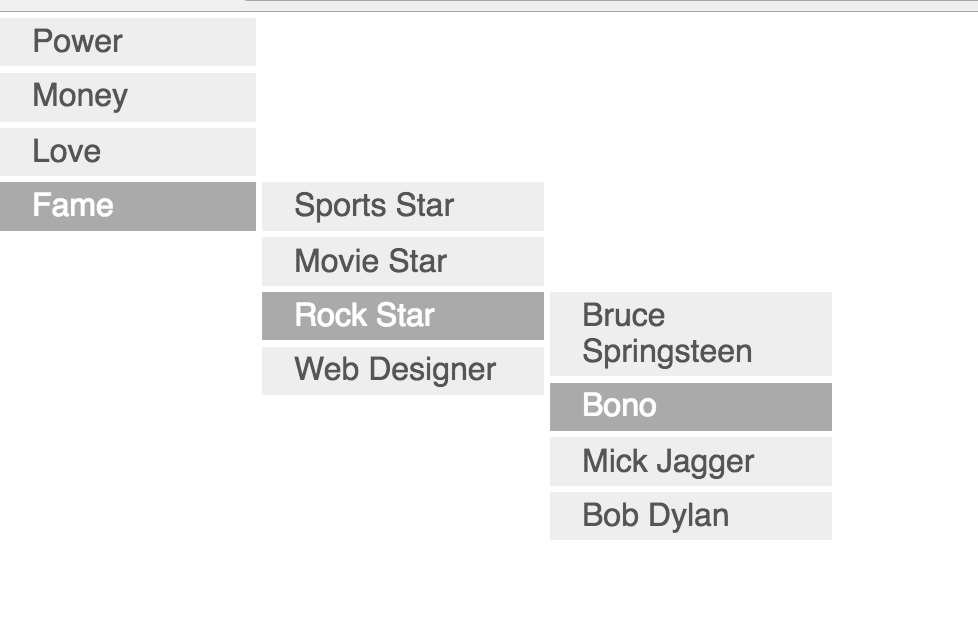 Power
Money
Love
Fame
Sports Star
Movie Star
Rock Star
Web Designer
Bruce
Springsteen
Bono
Mick Jagger
Bob Dylan